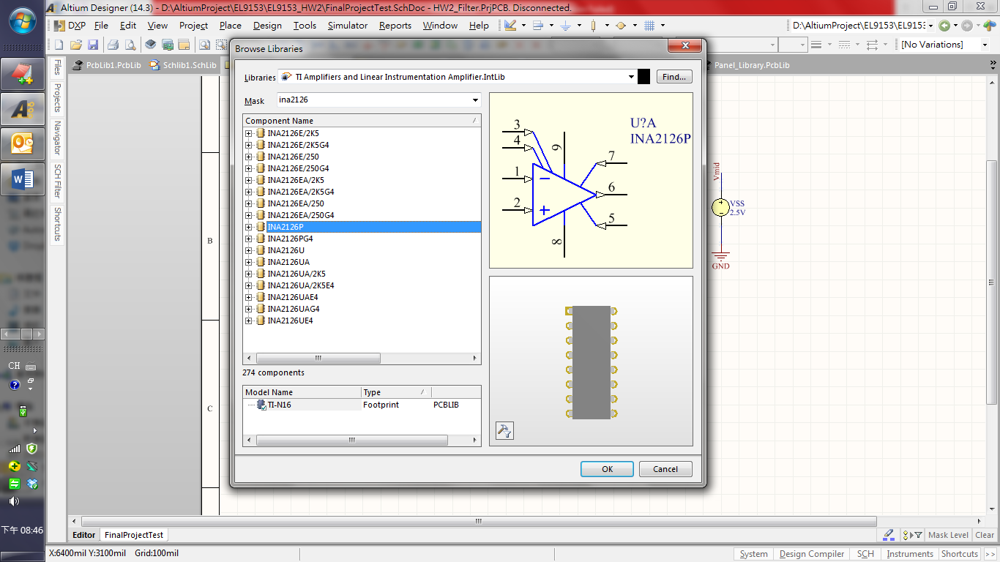 Altium Designer (14.3) - D:\AltiumProject\EL9153\EL9153_HW2\FinalProjectTest.SchDoc - HW2_Filter.PrjPCB. Disconnected.
DXP File Edit View Project Place Design Tools Simulator Reports Window Help
D:\AltiumProject\EL9153\EL915
[No Variations]
PcbLib1.PcbLib Schlib1.SchLib
Panel_Library.PcbLib
Files
Projects
Navigator
SCH Filter
Shortcuts
Browse Libraries
Libraries TI Amplifiers and Linear Instrumentation Amplifier.IntLib Find...
Mask ina2126
Component Name
INA2126E/2K5
INA2126E/2K5G4
INA2126E/250
INA2126E/250G4
INA2126EA/2K5
INA2126EA/2K5G4
INA2126EA/250
INA2126EA/250G4
INA2126P
INA2126PG4
INA2126U
INA2126UA
INA2126UA/2K5
INA2126UA/2K5E4
INA2126UAE4
INA2126UAG4
INA2126UE4
274 components
Model Name Type
TI-N16 Footprint PCBLIB
U?A
INA2126P
3
4
1
2
9
7
6
5
8
OK Cancel
B
C
Vmid
VSS
2.5V
GND
CH
下午 08:46
Editor FinalProjectTest
Mask Level Clear
X:6400mil Y:3100mil Grid:100mil
System Design Compiler SCH Instruments Shortcuts >>